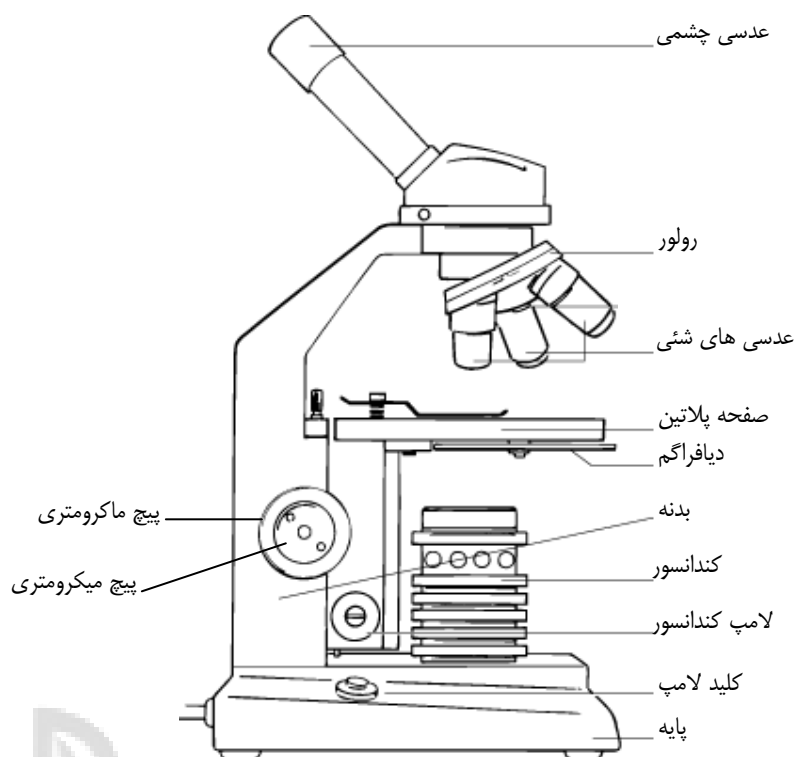 عدسی چشمی
رولور
عدسی های شئی
صفحه پلاتین
دیافراگم
بدنه
پیچ ماکرومتری
کندانسور
پیچ میکرومتری
لامپ کندانسور
کلید لامپ
پایه